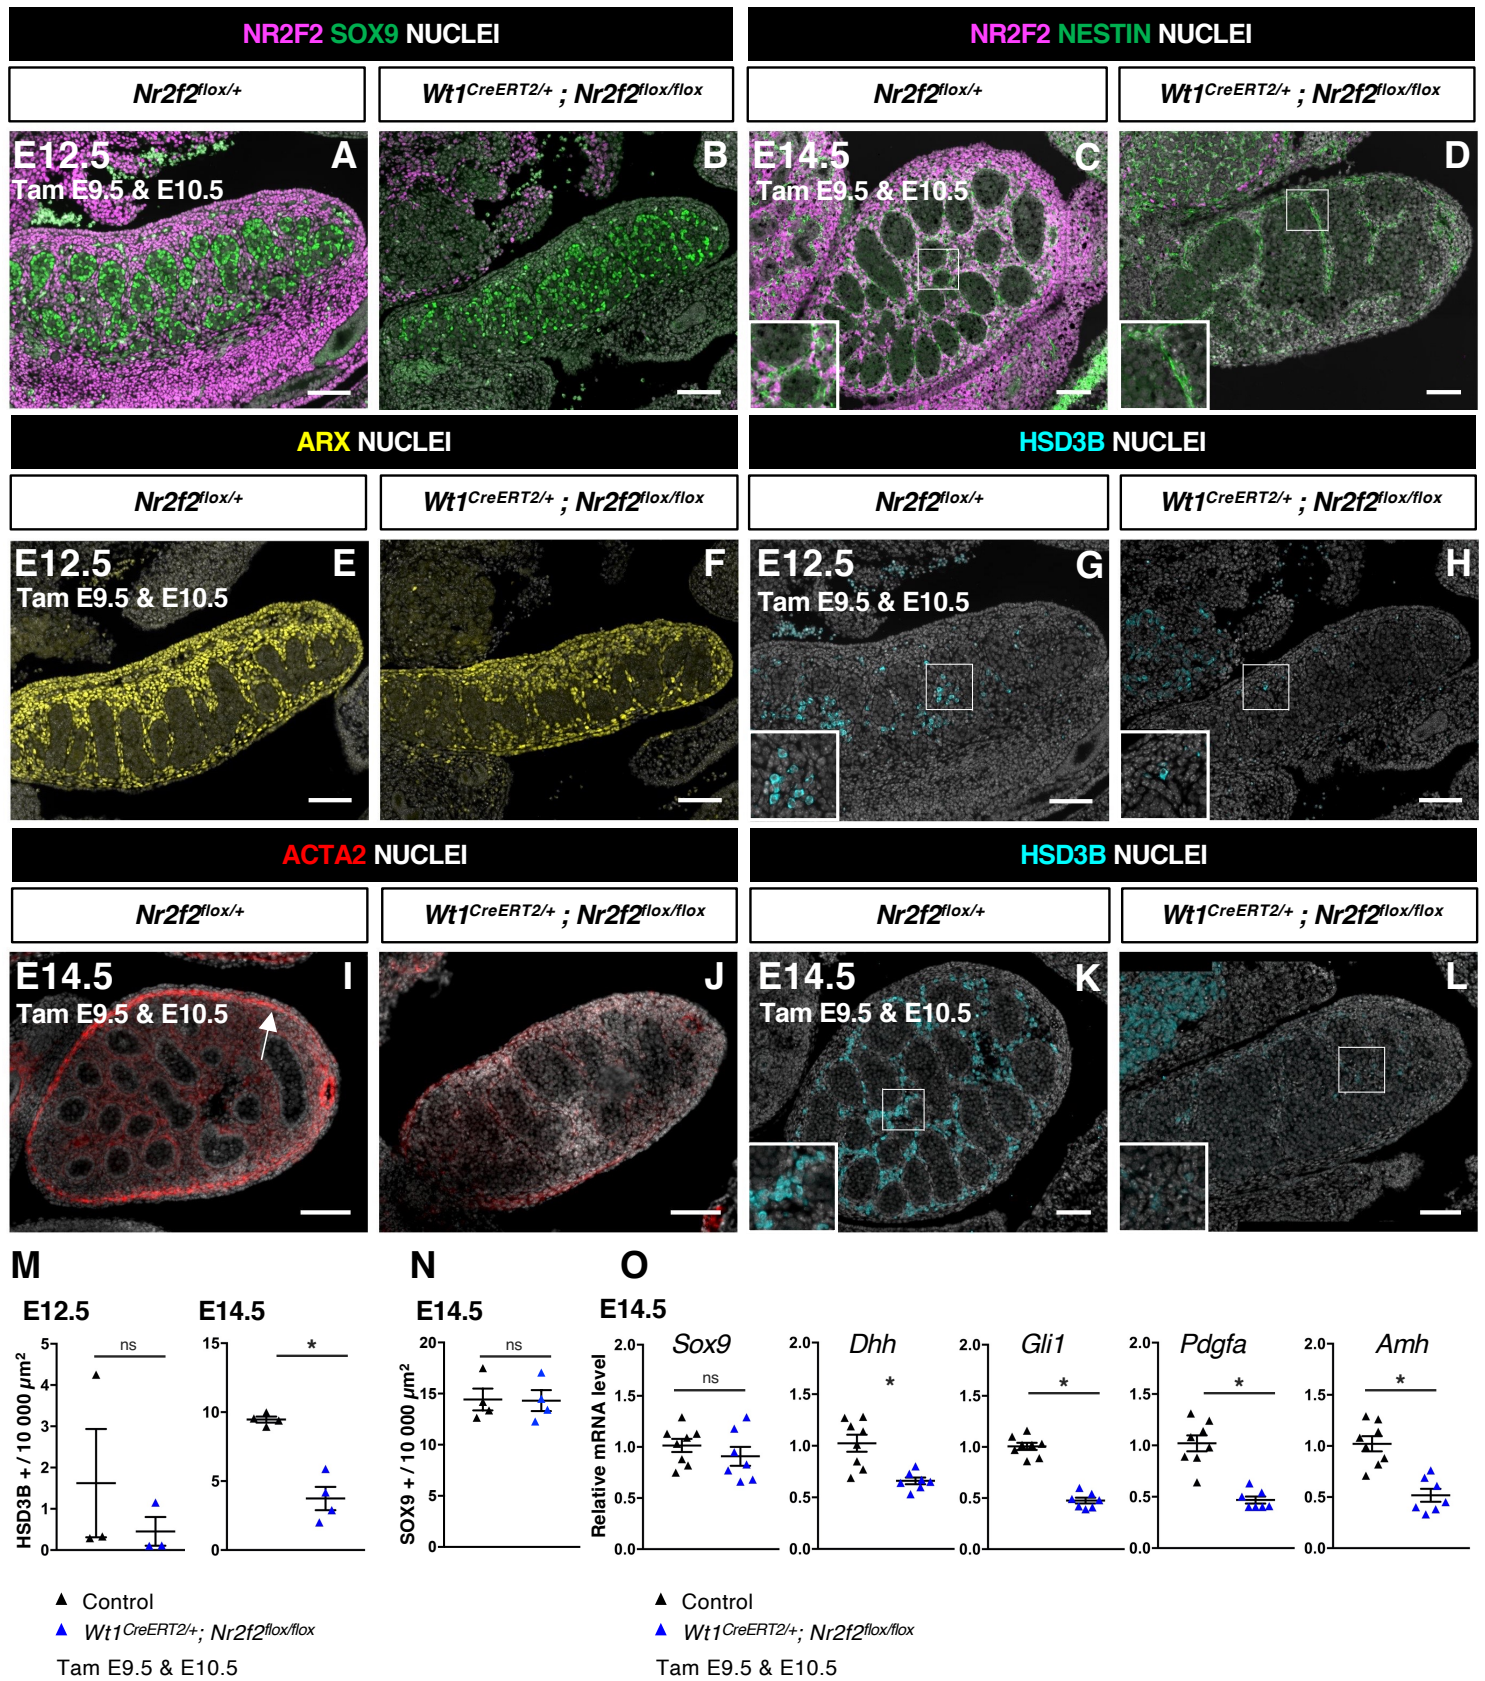 NR2F2 SOX9 NUCLEI
NR2F2 NESTIN NUCLEI
Nr2f2flox/+
Wt1CreERT2/+ ; Nr2f2flox/flox
Nr2f2flox/+
Wt1CreERT2/+ ; Nr2f2flox/flox
E12.5
A
Tam E9.5 & E10.5
B
E14.5
C
Tam E9.5 & E10.5
D
ARX NUCLEI
HSD3B NUCLEI
Nr2f2flox/+
Wt1CreERT2/+ ; Nr2f2flox/flox
Nr2f2flox/+
Wt1CreERT2/+ ; Nr2f2flox/flox
E12.5
E
Tam E9.5 & E10.5
F
E12.5
G
Tam E9.5 & E10.5
H
ACTA2 NUCLEI
HSD3B NUCLEI
Nr2f2flox/+
Wt1CreERT2/+ ; Nr2f2flox/flox
Nr2f2flox/+
Wt1CreERT2/+ ; Nr2f2flox/flox
E14.5
I
Tam E9.5 & E10.5
J
E14.5
K
Tam E9.5 & E10.5
L
M
E12.5
HSD3B + / 10 000 µm2
5
4
3
2
1
0
ns
E14.5
15
10
5
0
*
N
E14.5
SOX9 + / 10 000 µm2
20
15
10
5
0
ns
O
E14.5
Relative mRNA level
Sox9
2.0
1.5
1.0
0.5
0.0
ns
Dhh
2.0
1.5
1.0
0.5
0.0
*
Gli1
2.0
1.5
1.0
0.5
0.0
*
Pdgfa
2.0
1.5
1.0
0.5
0.0
*
Amh
2.0
1.5
1.0
0.5
0.0
*
Control
Wt1CreERT2/+; Nr2f2flox/flox
Tam E9.5 & E10.5
Control
Wt1CreERT2/+; Nr2f2flox/flox
Tam E9.5 & E10.5